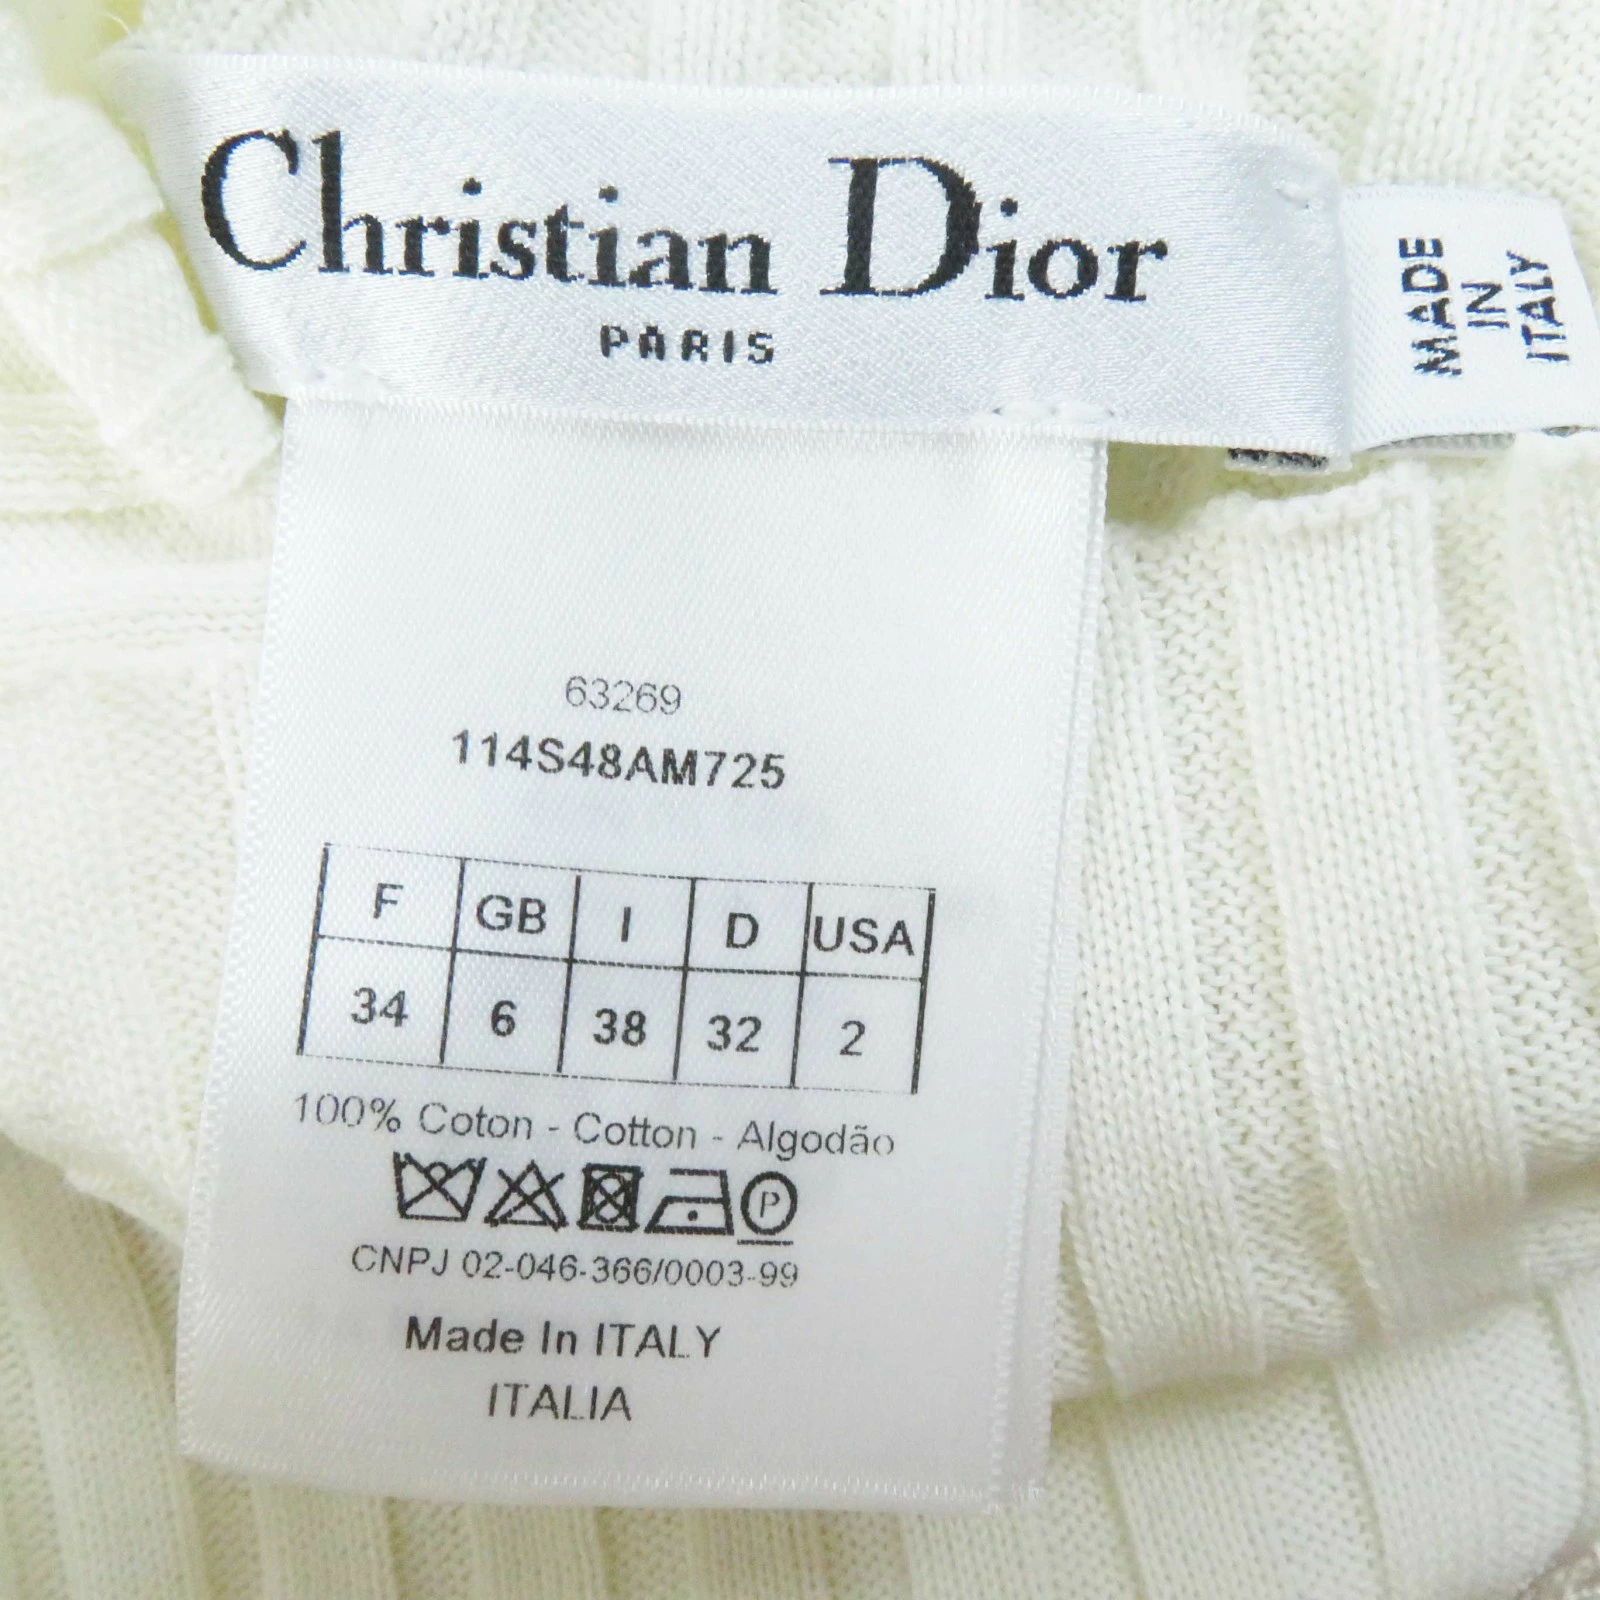 Christian Dior
PARIS
MADE
IN
ITALY
63269
114S48AM725
F GB I D USA
34 6 38 32 2
100% Coton - Cotton - Algodão
P
CNPJ 02-046-366/0003-99
Made In ITALY
ITALIA